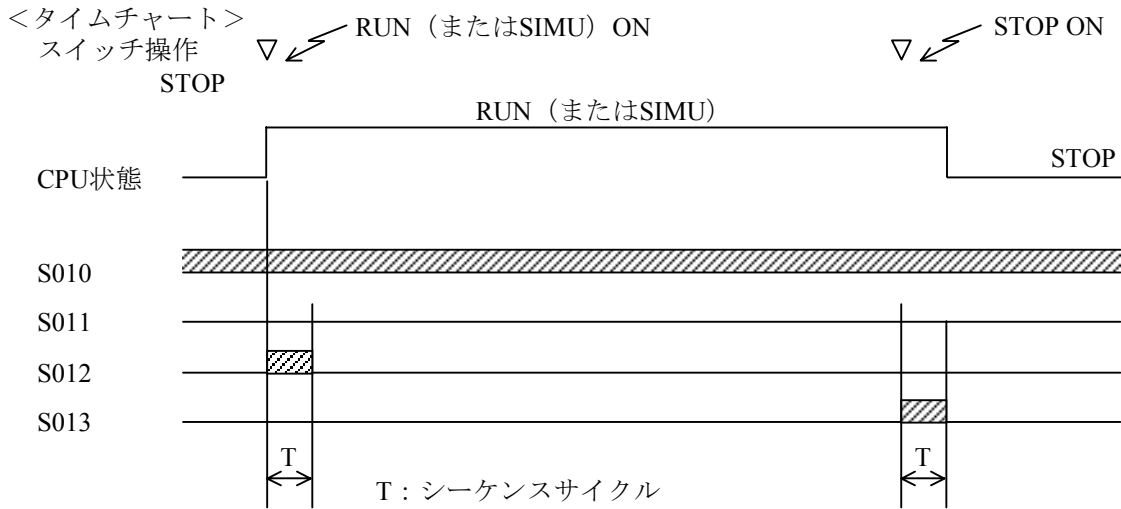 ＜タイムチャート＞
スイッチ操作
RUN（またはSIMU）ON
STOP ON
STOP
RUN（またはSIMU）
STOP
CPU状態
S010
S011
S012
S013
T
T
T：シーケンスサイクル